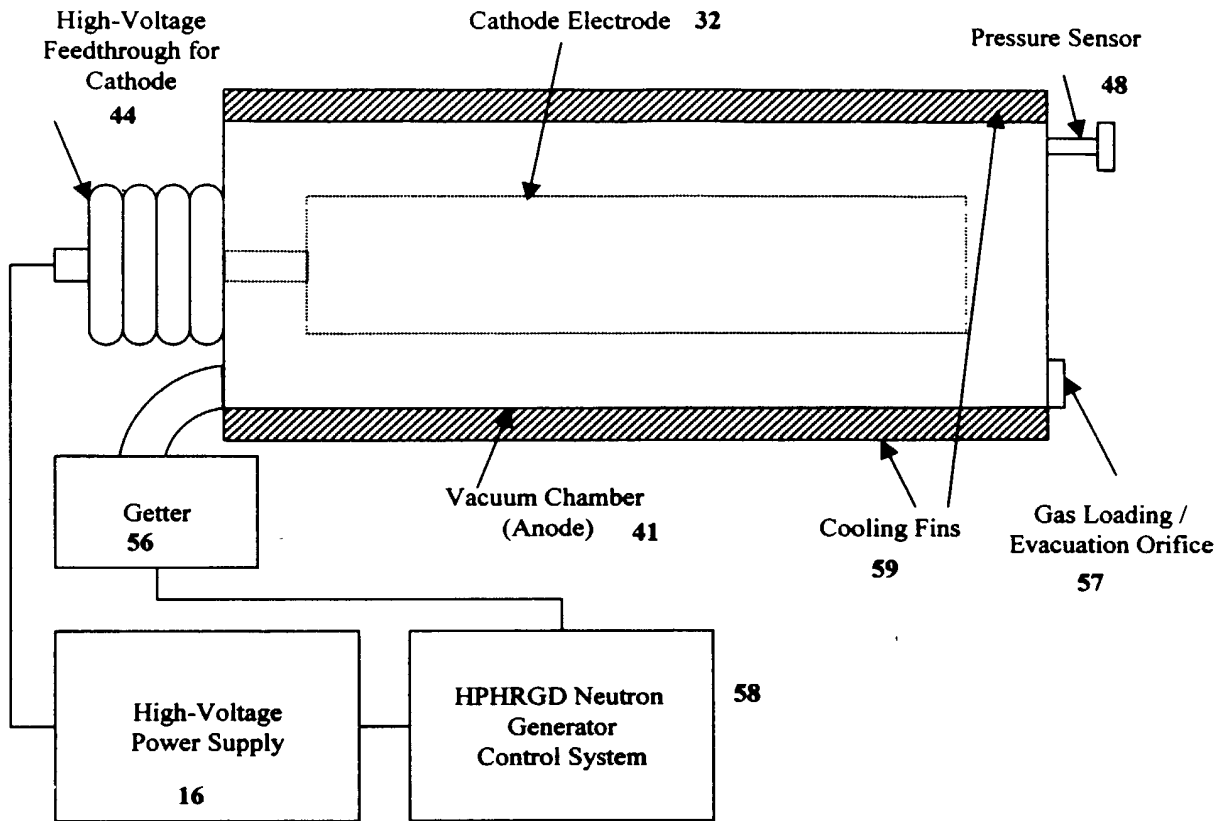 High-Voltage
Feedthrough for
Cathode
44
Cathode Electrode 32
Pressure Sensor
48
Getter
56
Vacuum Chamber
(Anode) 41
Cooling Fins
59
Gas Loading /
Evacuation Orifice
57
High-Voltage
Power Supply
16
HPHRGD Neutron
Generator
Control System
58